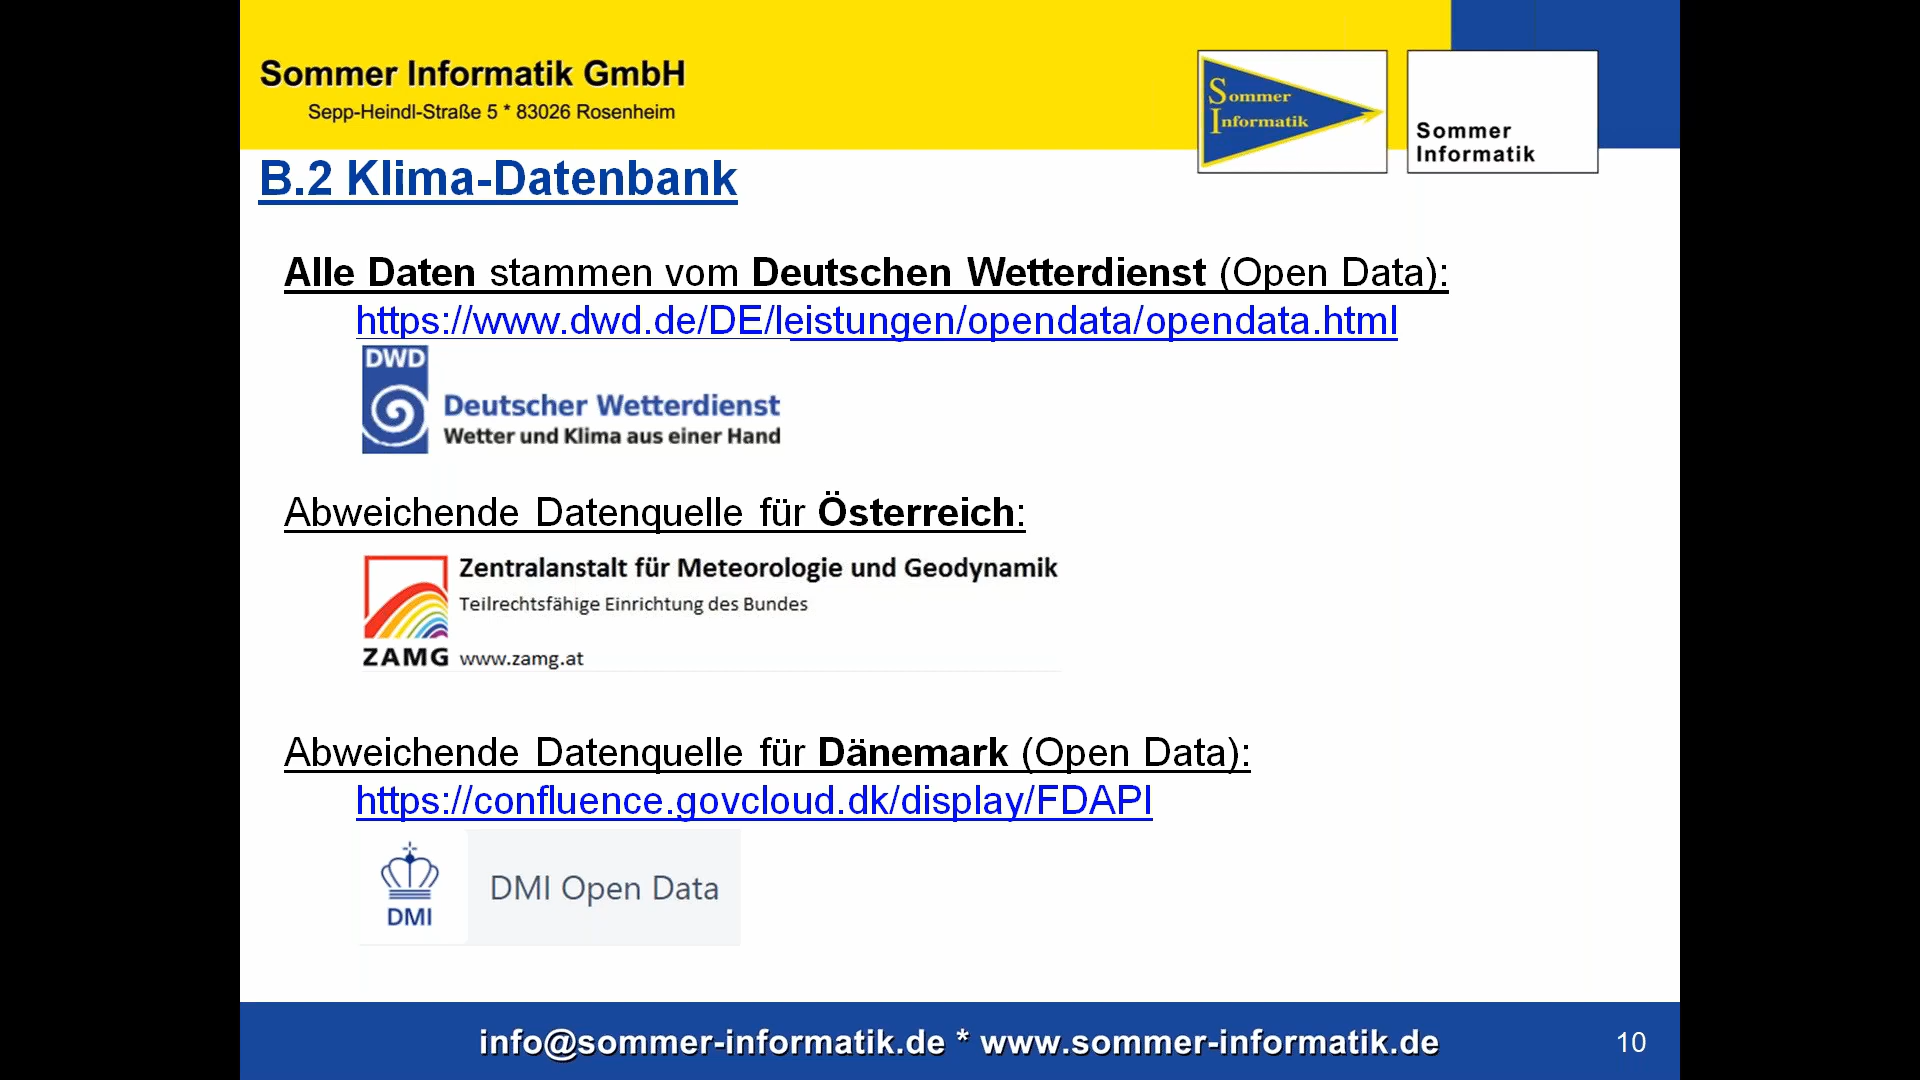 Sommer Informatik GmbH
Sepp-Heindl-Straße 5 * 83026 Rosenheim
Sommer
Informatik
Sommer
Informatik
B.2 Klima-Datenbank
Alle Daten stammen vom Deutschen Wetterdienst (Open Data):
https://www.dwd.de/DE/leistungen/opendata/opendata.html
DWD
Deutscher Wetterdienst
Wetter und Klima aus einer Hand
Abweichende Datenquelle für Österreich:
Zentralanstalt für Meteorologie und Geodynamik
Teilrechtsfähige Einrichtung des Bundes
ZAMG www.zamg.at
Abweichende Datenquelle für Dänemark (Open Data):
https://confluence.govcloud.dk/display/FDAPI
DMI
DMI Open Data
info@sommer-informatik.de * www.sommer-informatik.de
10